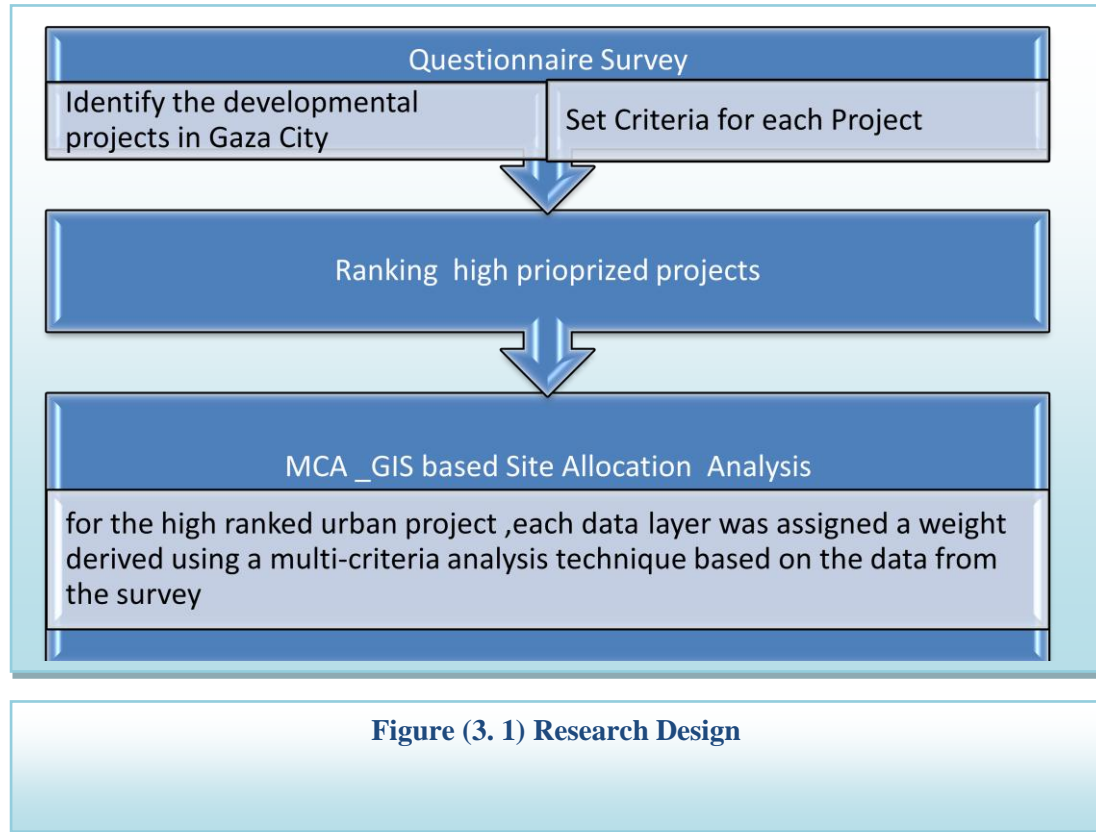 Questionnaire Survey
Identify the developmental
projects in Gaza City
Set Criteria for each Project
Ranking high prioprized projects
MCA _GIS based Site Allocation Analysis
for the high ranked urban project ,each data layer was assigned a weight
derived using a multi-criteria analysis technique based on the data from
the survey
Figure (3. 1) Research Design